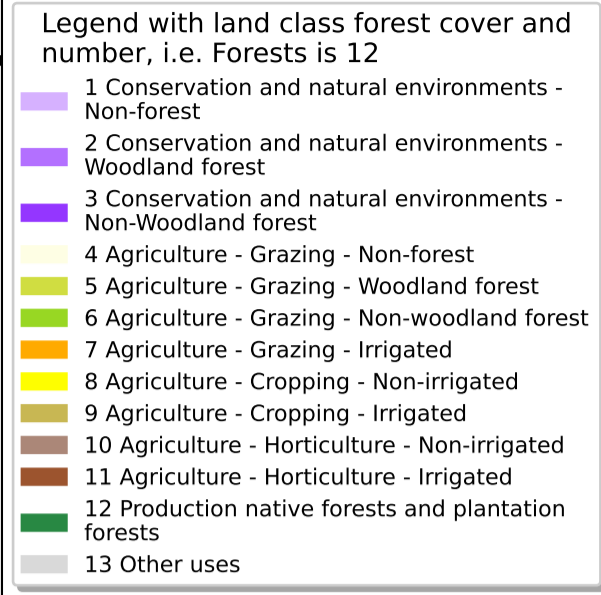 Legend with land class forest cover and
number, i.e. Forests is 12
1 Conservation and natural environments -
Non-forest
2 Conservation and natural environments -
Woodland forest
3 Conservation and natural environments -
Non-Woodland forest
4 Agriculture - Grazing - Non-forest
5 Agriculture - Grazing - Woodland forest
6 Agriculture - Grazing - Non-woodland forest
7 Agriculture - Grazing - Irrigated
8 Agriculture - Cropping - Non-irrigated
9 Agriculture - Cropping - Irrigated
10 Agriculture - Horticulture - Non-irrigated
11 Agriculture - Horticulture - Irrigated
12 Production native forests and plantation
forests
13 Other uses